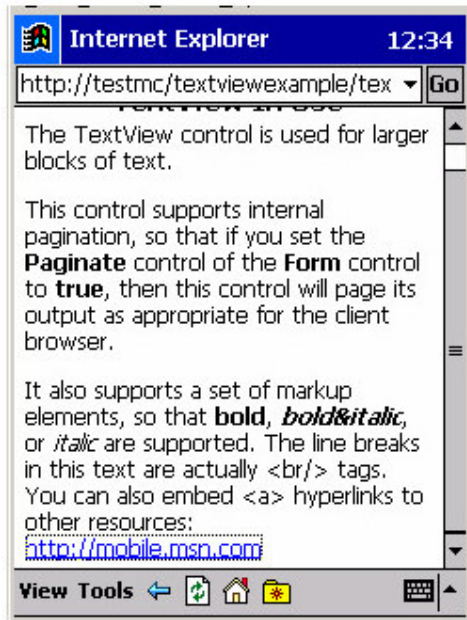 Internet Explorer 12:34
http://testmc/textviewexample/tex Go
TextView in Use
The TextView control is used for larger
blocks of text.
This control supports internal
pagination, so that if you set the
Paginate control of the Form control
to true, then this control will page its
output as appropriate for the client
browser.
It also supports a set of markup
elements, so that bold, bold&italic,
or italic are supported. The line breaks
in this text are actually <br/> tags.
You can also embed <a> hyperlinks to
other resources:
http://mobile.msn.com
View Tools